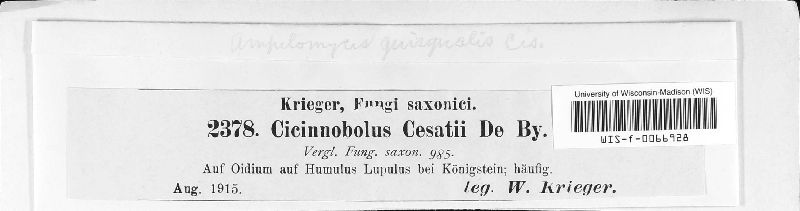 Ampelomyces quisqualis Ces.
Krieger, Fungi saxonici.
2378. Cicinnobolus Cesatii De By.
Vergl. Fung. saxon. 985.
Auf Oidium auf Humulus Lupulus bei Königstein; häufig.
Aug. 1915. leg. W. Krieger.
University of Wisconsin-Madison (WIS)
WIS-f-0066928